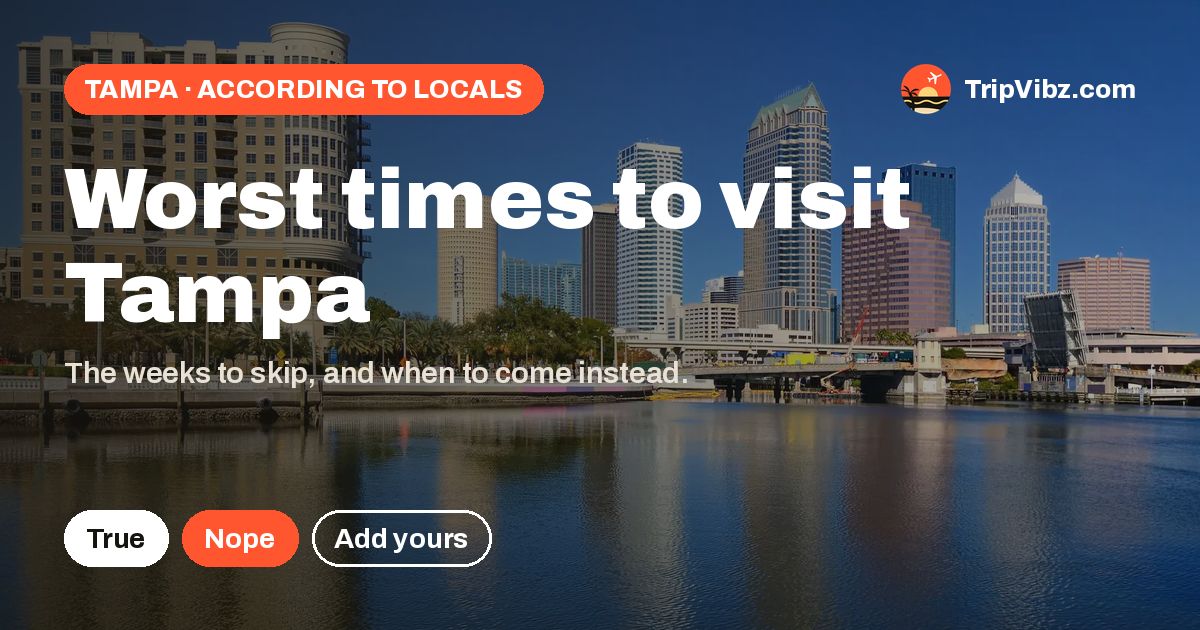 TAMPA · ACCORDING TO LOCALS
TripVibz.com
Worst times to visit
Tampa
The weeks to skip, and when to come instead.
True
Nope
Add yours